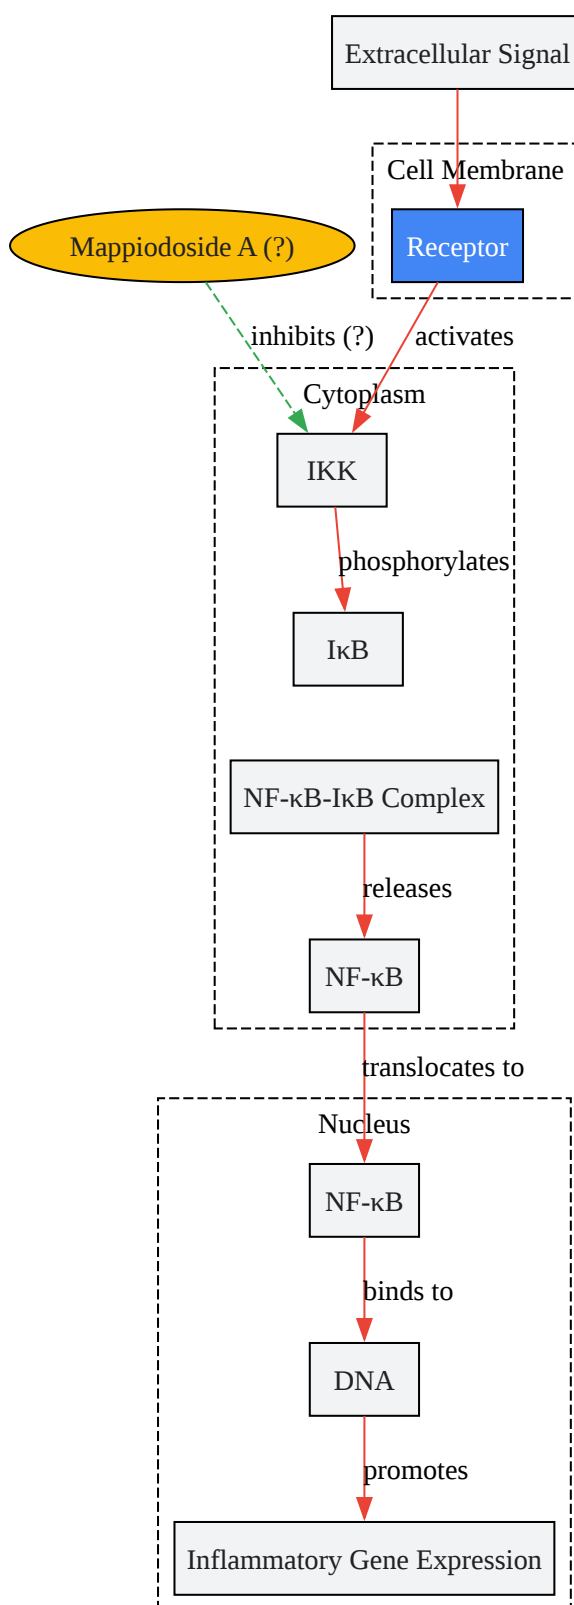 Extracellular Signal
Cell Membrane
Mappiodoside A (?)
Receptor
inhibits (?)
activates
Cytoplasm
IKK
phosphorylates
IκB
NF-κB-IκB Complex
releases
NF-κB
translocates to
Nucleus
NF-κB
binds to
DNA
promotes
Inflammatory Gene Expression